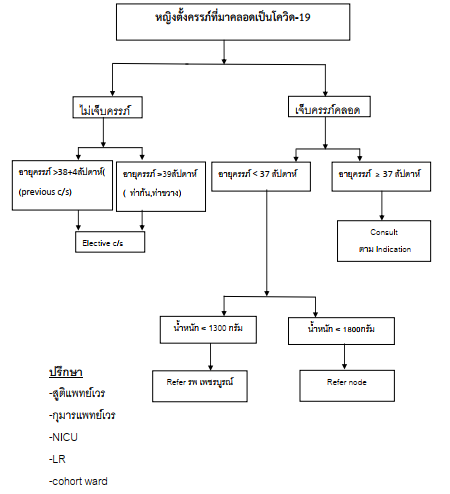 หญิงตั้งครรภ์ที่มาคลอดเป็นโควิด-19
ไม่เจ็บครรภ์
เจ็บครรภ์คลอด
อายุครรภ์ >38+4สัปดาห์(
(previous c/s)
อายุครรภ์ =39สัปดาห์
( ท่าก้น,ท่าขวาง)
อายุครรภ์ < 37 สัปดาห์
อายุครรภ์ ≥ 37 สัปดาห์
Elective c/s
Consult
ตาม Indication
น้ำหนัก < 1300 กรัม
น้ำหนัก < 1800กรัม
Refer รพ เพชรบูรณ์
Refer node
ปรึกษา
-สูติแพทย์เวร
-กุมารแพทย์เวร
-NICU
-LR
-cohort ward